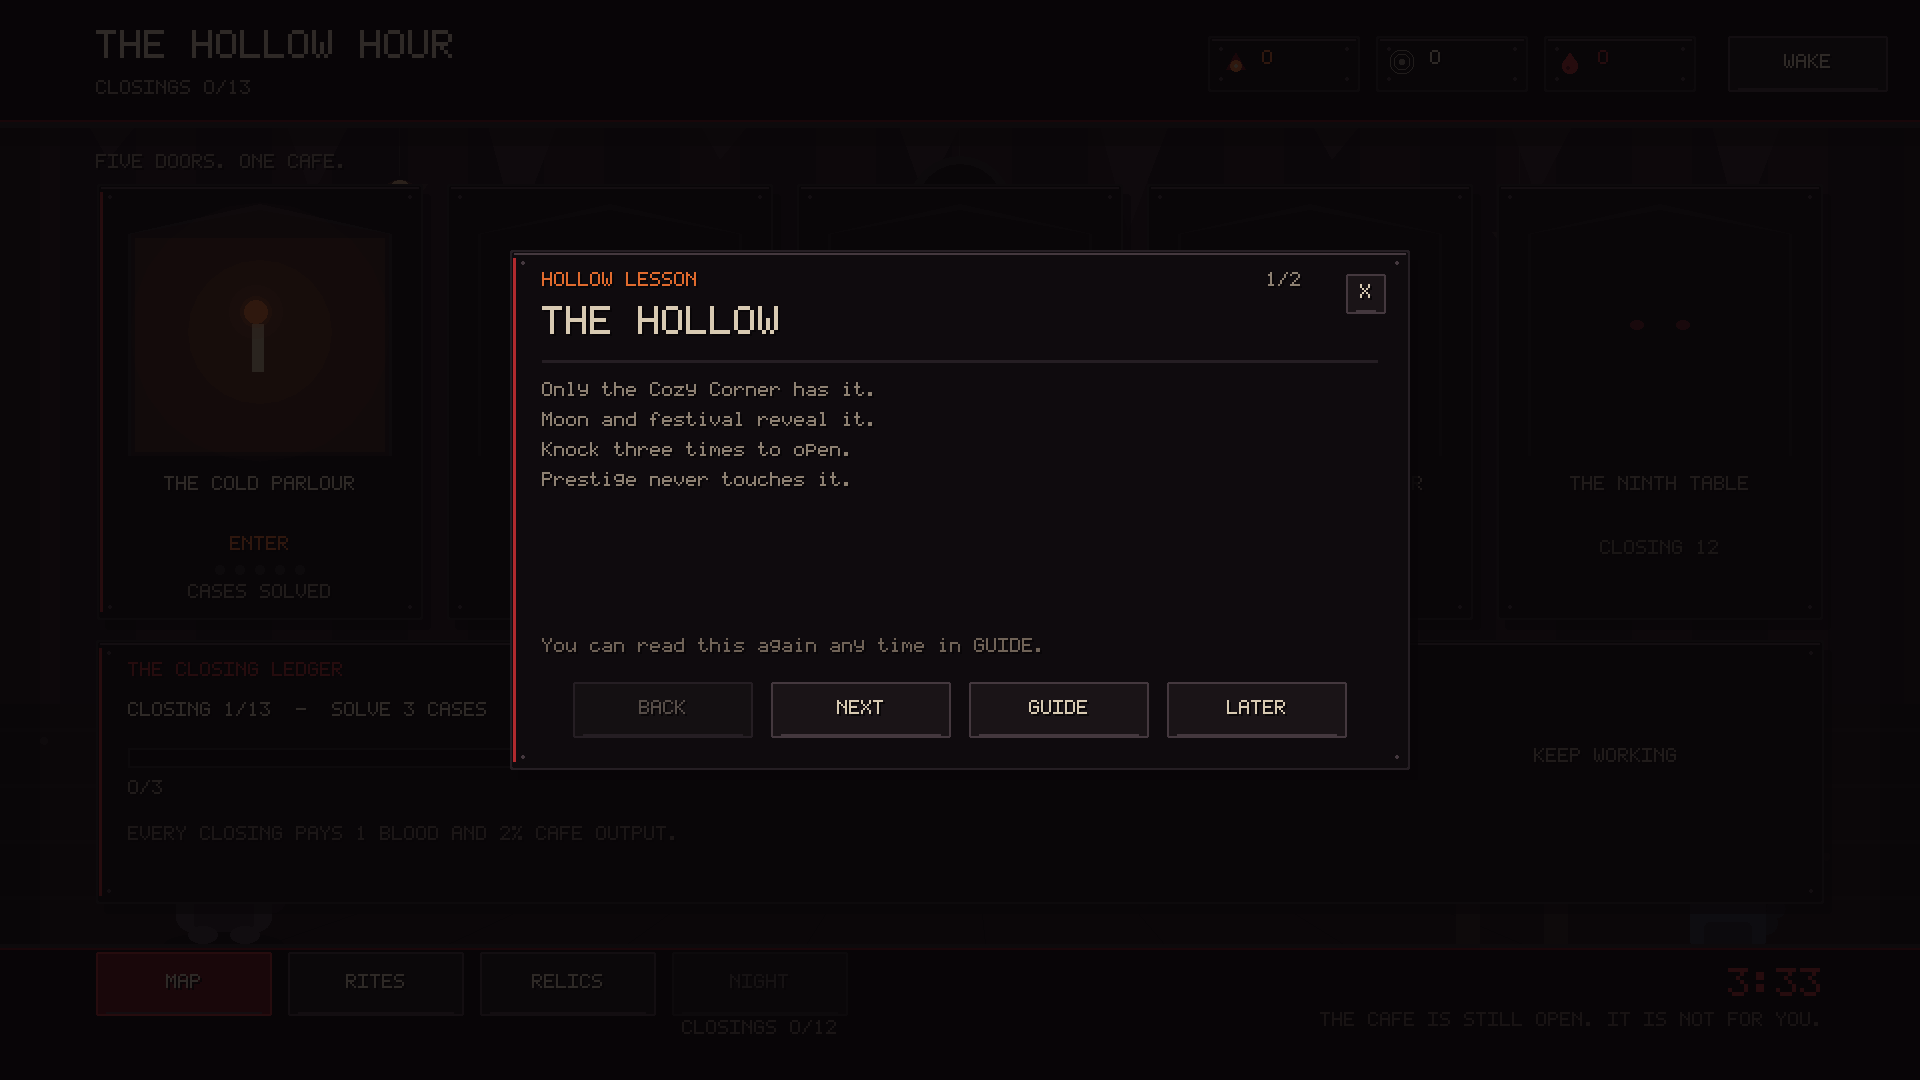 THE HOLLOW HOUR
CLOSINGS 0/13
0
0
0
WAKE
FIVE DOORS. ONE CAFE.
HOLLOW LESSON
1/2
X
THE HOLLOW
Only the Cozy Corner has it.
Moon and festival reveal it.
Knock three times to open.
Prestige never touches it.
You can read this again any time in GUIDE.
BACK
NEXT
GUIDE
LATER
THE COLD PARLOUR
ENTER
CASES SOLVED
THE NINTH TABLE
CLOSING 12
THE CLOSING LEDGER
CLOSING 1/13 - SOLVE 3 CASES
0/3
EVERY CLOSING PAYS 1 BLOOD AND 2% CAFE OUTPUT.
KEEP WORKING
MAP
RITES
RELICS
NIGHT
CLOSINGS 0/12
3:33
THE CAFE IS STILL OPEN. IT IS NOT FOR YOU.